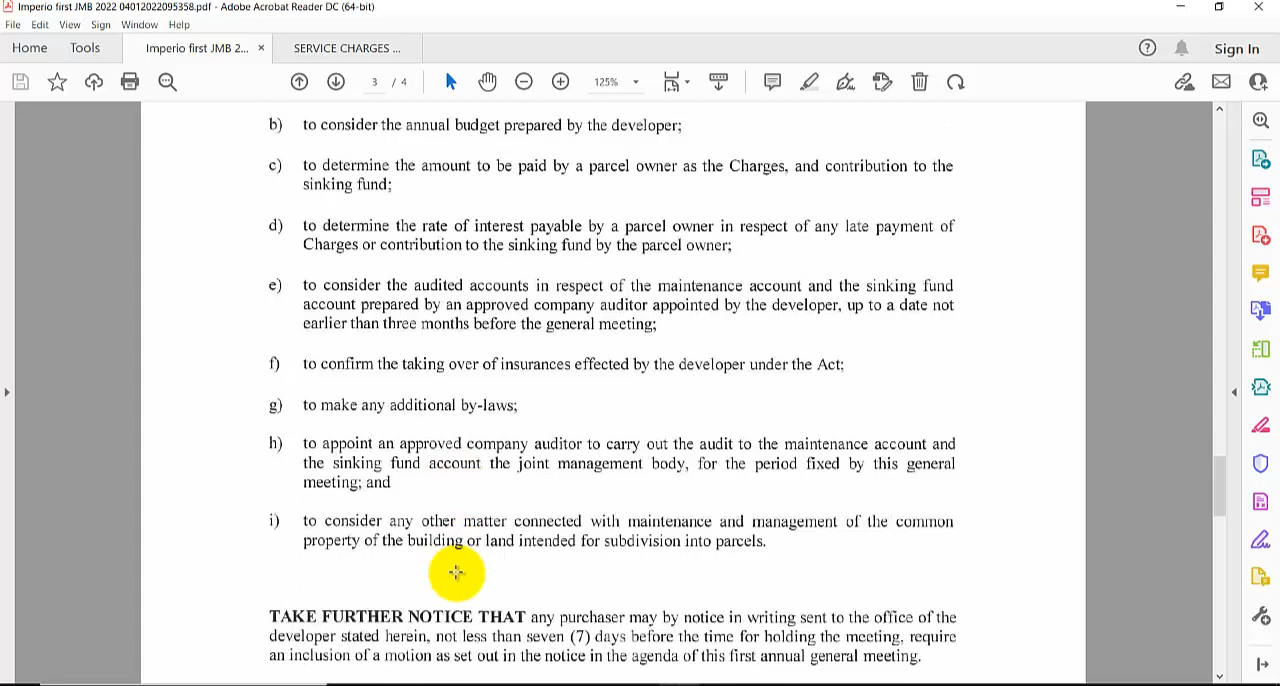 Imperio first JMB 2022 04012022095358.pdf - Adobe Acrobat Reader DC (64-bit)
File Edit View Sign Window Help
Home Tools Imperio first JMB 2... × SERVICE CHARGES ... Sign In
3 / 4 125%
b) to consider the annual budget prepared by the developer;
c) to determine the amount to be paid by a parcel owner as the Charges, and contribution to the
sinking fund;
d) to determine the rate of interest payable by a parcel owner in respect of any late payment of
Charges or contribution to the sinking fund by the parcel owner;
e) to consider the audited accounts in respect of the maintenance account and the sinking fund
account prepared by an approved company auditor appointed by the developer, up to a date not
earlier than three months before the general meeting;
f) to confirm the taking over of insurances effected by the developer under the Act;
g) to make any additional by-laws;
h) to appoint an approved company auditor to carry out the audit to the maintenance account and
the sinking fund account the joint management body, for the period fixed by this general
meeting; and
i) to consider any other matter connected with maintenance and management of the common
property of the building or land intended for subdivision into parcels.
TAKE FURTHER NOTICE THAT any purchaser may by notice in writing sent to the office of the
developer stated herein, not less than seven (7) days before the time for holding the meeting, require
an inclusion of a motion as set out in the notice in the agenda of this first annual general meeting.